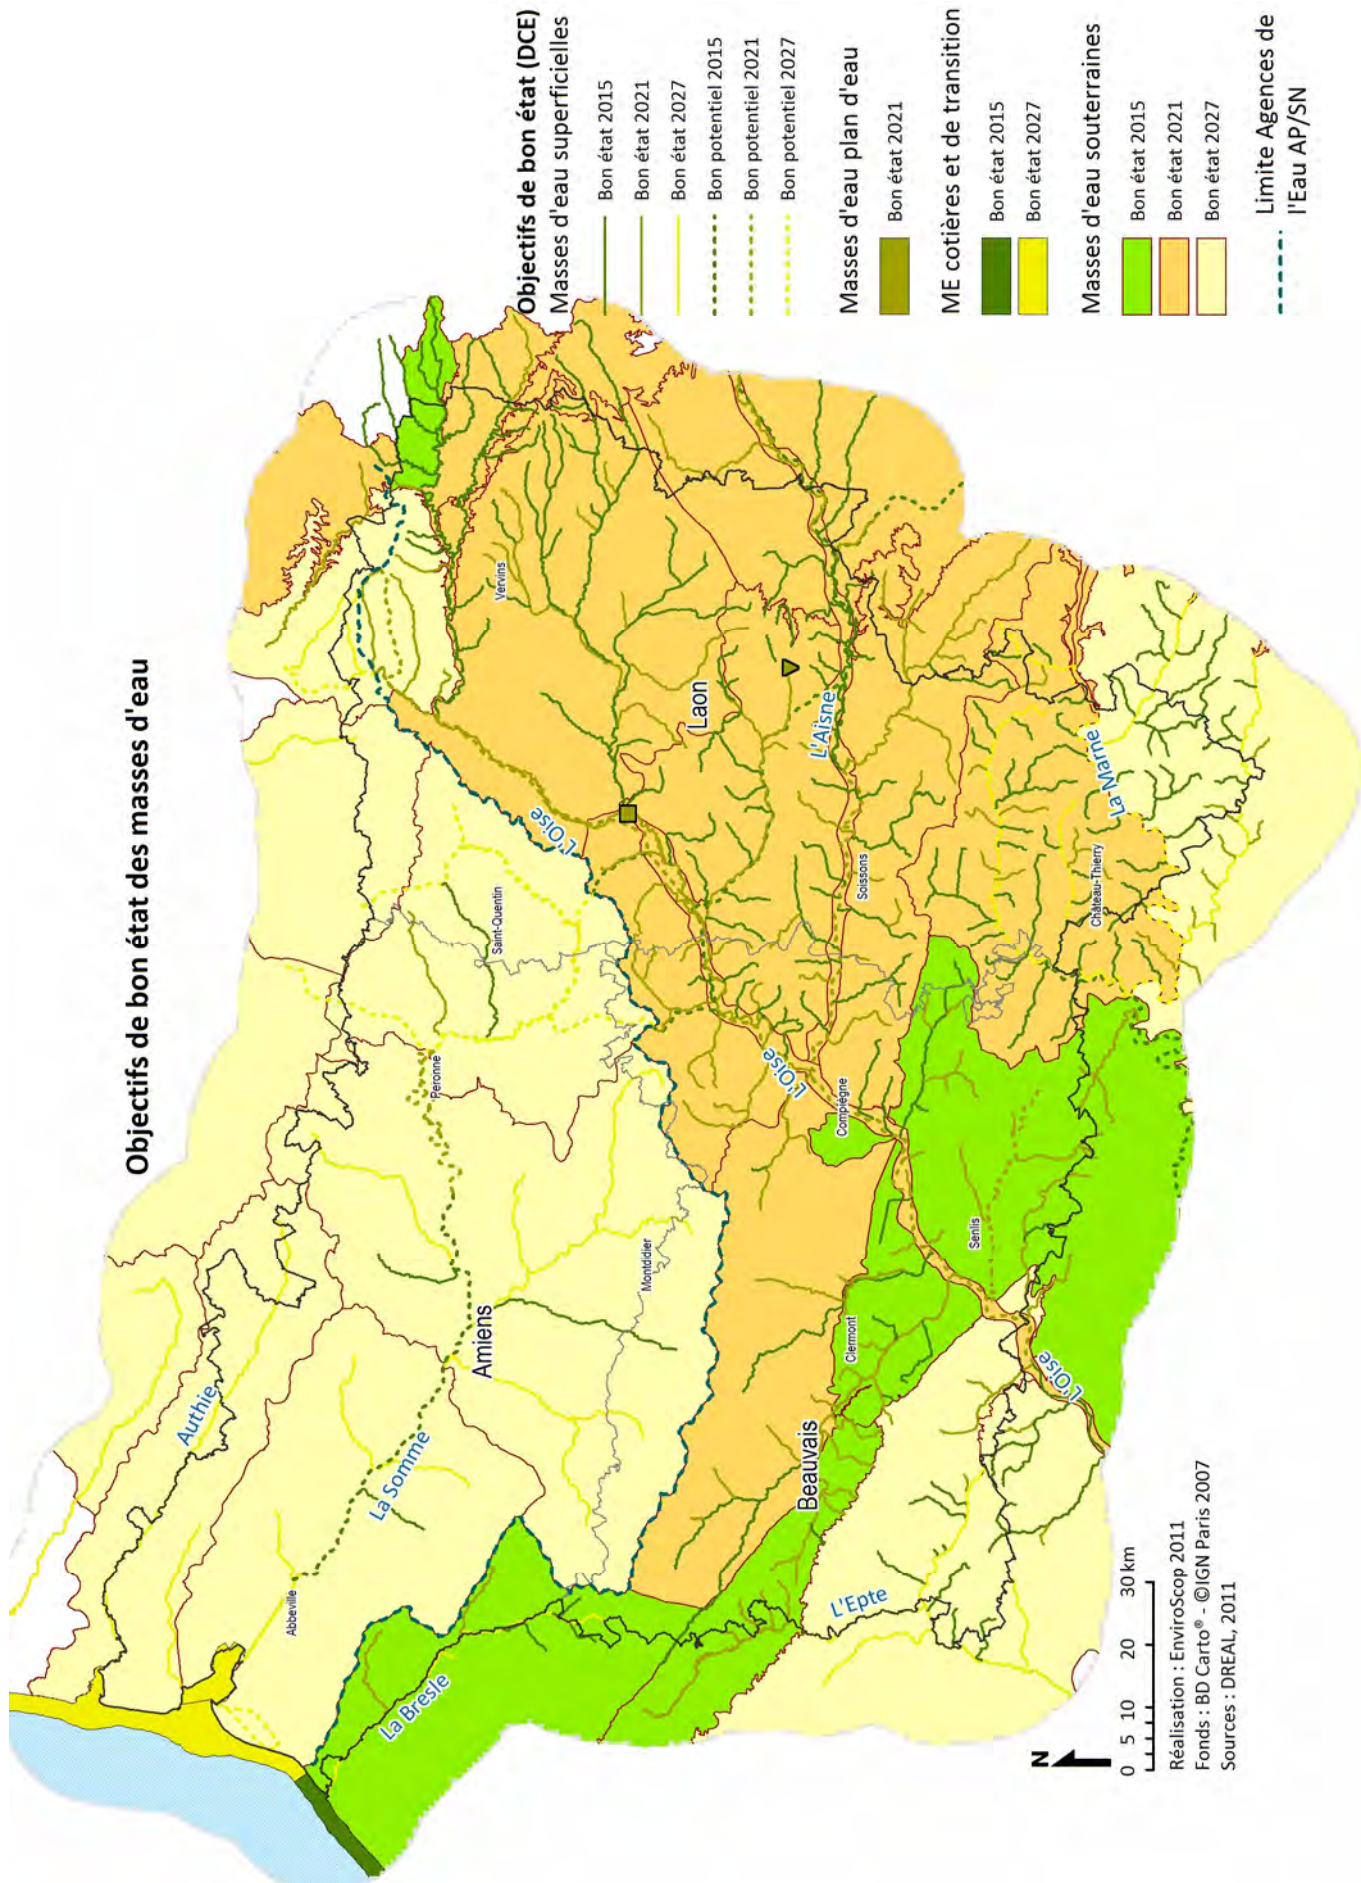 Objectifs de bon état des masses d'eau
Authie
Abbeville
La Somme
La Bresle
Amiens
Peronne
Saint-Quentin
Vervins
L'Oise
Montdidier
Laon
L'Aisne
Beauvais
Clermont
Compiègne
L'Oise
Soissons
L'Epte
Senlis
L'Oise
Château-Thierry
La Marne
N
0 5 10 20 30 km
Réalisation : EnviroScop 2011
Fonds : BD Carto® - ©IGN Paris 2007
Sources : DREAL, 2011
Objectifs de bon état (DCE)
Masses d'eau superficielles
Bon état 2015
Bon état 2021
Bon état 2027
Bon potentiel 2015
Bon potentiel 2021
Bon potentiel 2027
Masses d'eau plan d'eau
Bon état 2021
ME cotières et de transition
Bon état 2015
Bon état 2027
Masses d'eau souterraines
Bon état 2015
Bon état 2021
Bon état 2027
Limite Agences de
l'Eau AP/SN